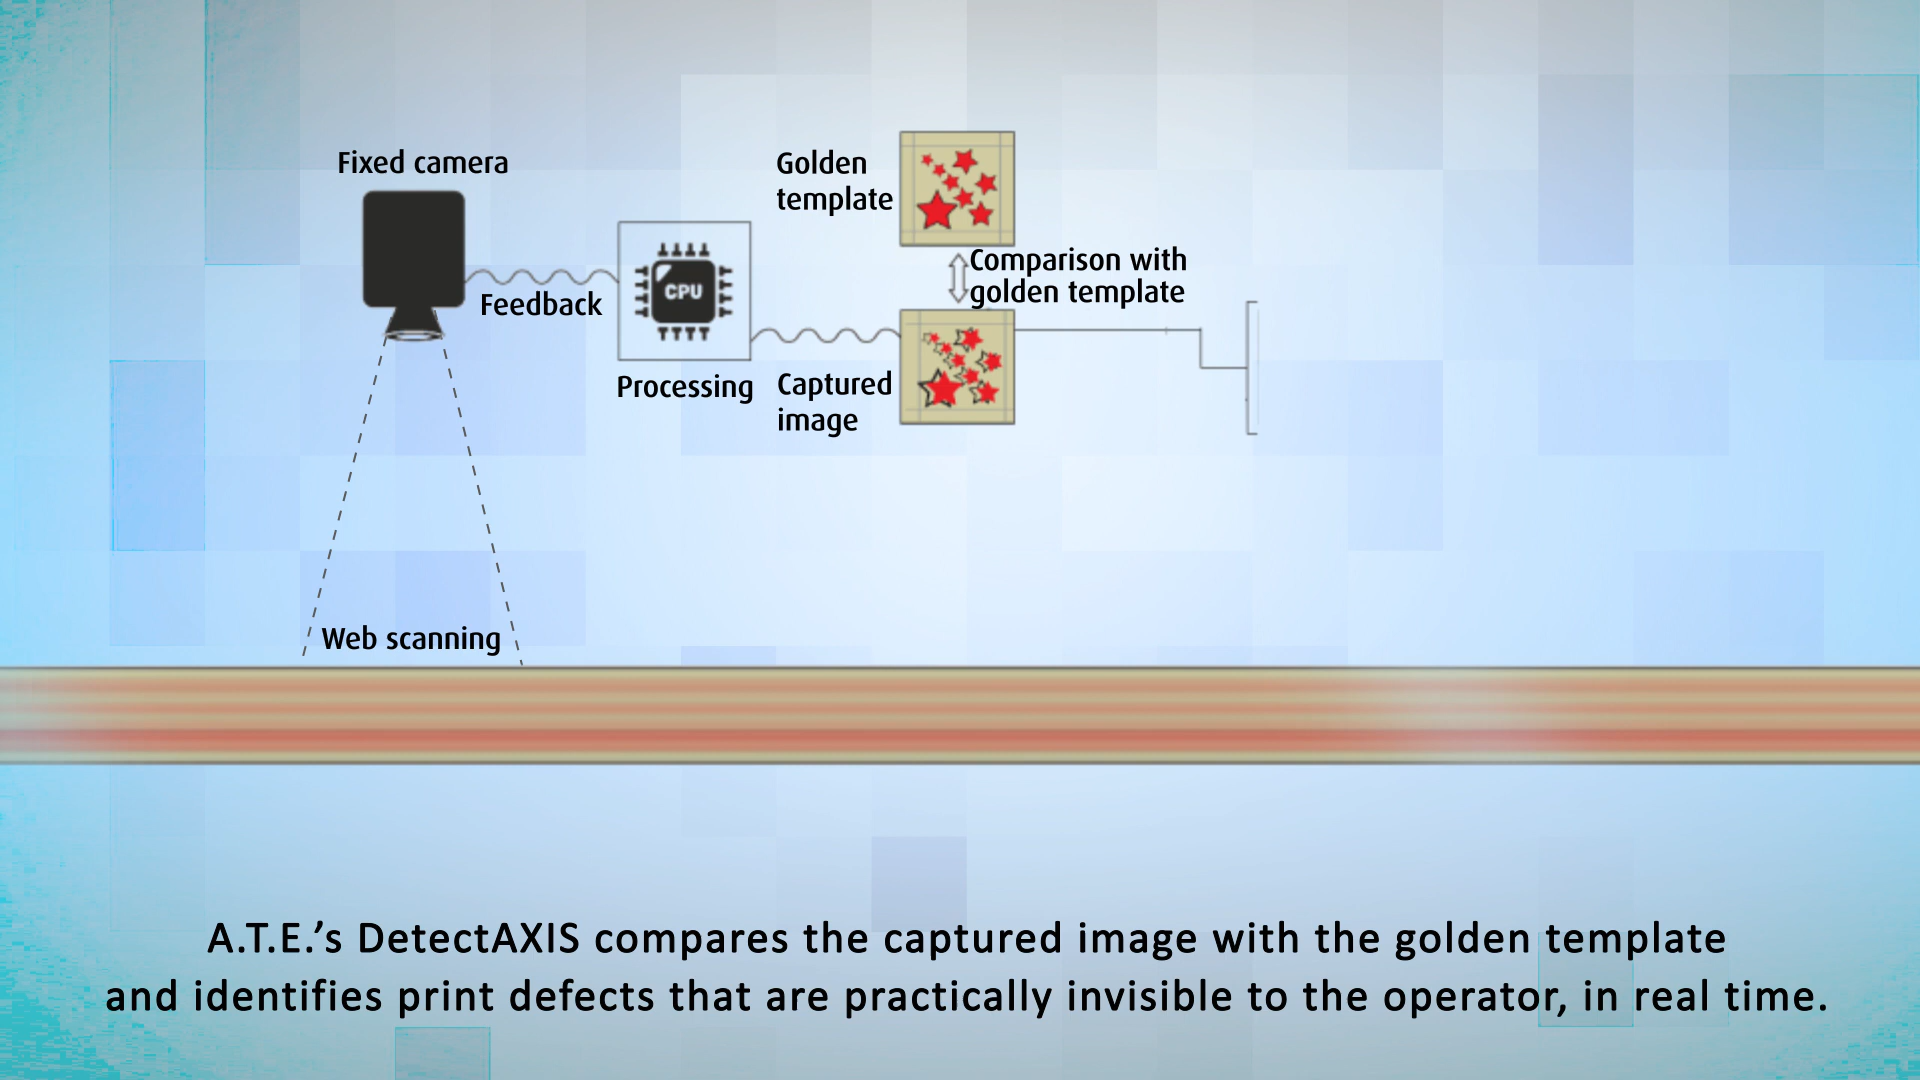 Fixed camera
Golden
template
Comparison with
golden template
CPU
Feedback
Processing
Captured
image
Web scanning
A.T.E.’s DetectAXIS compares the captured image with the golden template
and identifies print defects that are practically invisible to the operator, in real time.